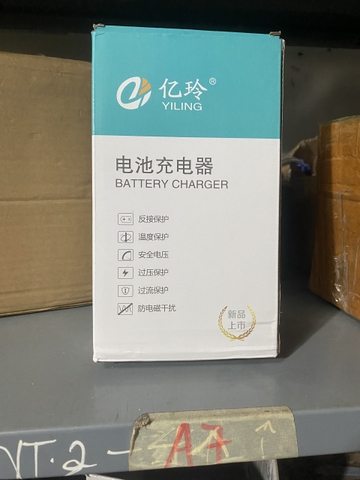 亿玲®
YILING
电池充电器
BATTERY CHARGER
反接保护
温度保护
安全电压
过压保护
过流保护
防电磁干扰
新品
上市
VT·2- A7 ↑